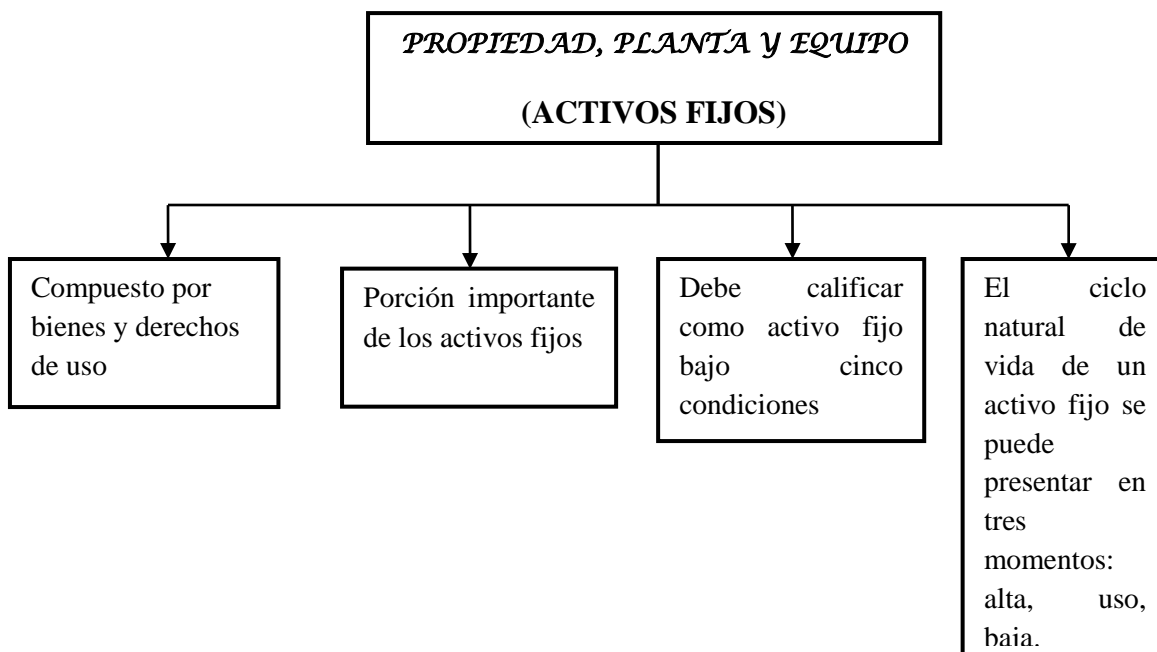 PROPIEDAD, PLANTA Y EQUIPO
(ACTIVOS FIJOS)
Compuesto por
bienes y derechos
de uso
Porción importante
de los activos fijos
Debe calificar
como activo fijo
bajo cinco
condiciones
El ciclo
natural de
vida de un
activo fijo se
puede
presentar en
tres
momentos:
alta, uso,
baja.